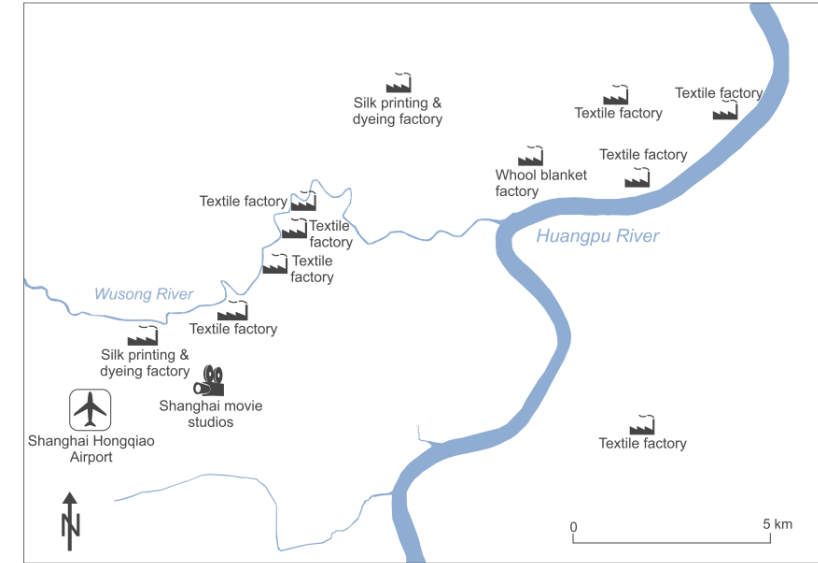 Silk printing &
dyeing factory
Textile factory
Textile factory
Whool blanket
factory
Textile factory
Textile factory
Textile
factory
Huangpu River
Textile
factory
Wusong River
Textile factory
Silk printing &
dyeing factory
Shanghai movie
studios
Shanghai Hongqiao
Airport
Textile factory
N
0 5 km